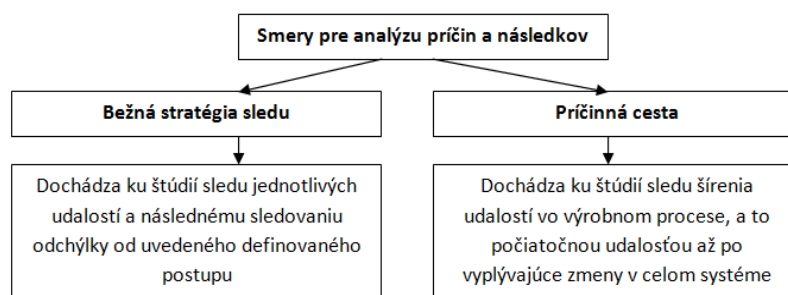 Smery pre analýzu príčin a následkov
Bežná stratégia sledu
Príčinná cesta
Dochádza ku štúdií sledu jednotlivých
udalostí a následnému sledovaniu
odchýlky od uvedeného definovaného
postupu
Dochádza ku štúdií sledu šírenia
udalostí vo výrobnom procese, a to
počiatočnou udalosťou až po
vyplývajúce zmeny v celom systéme